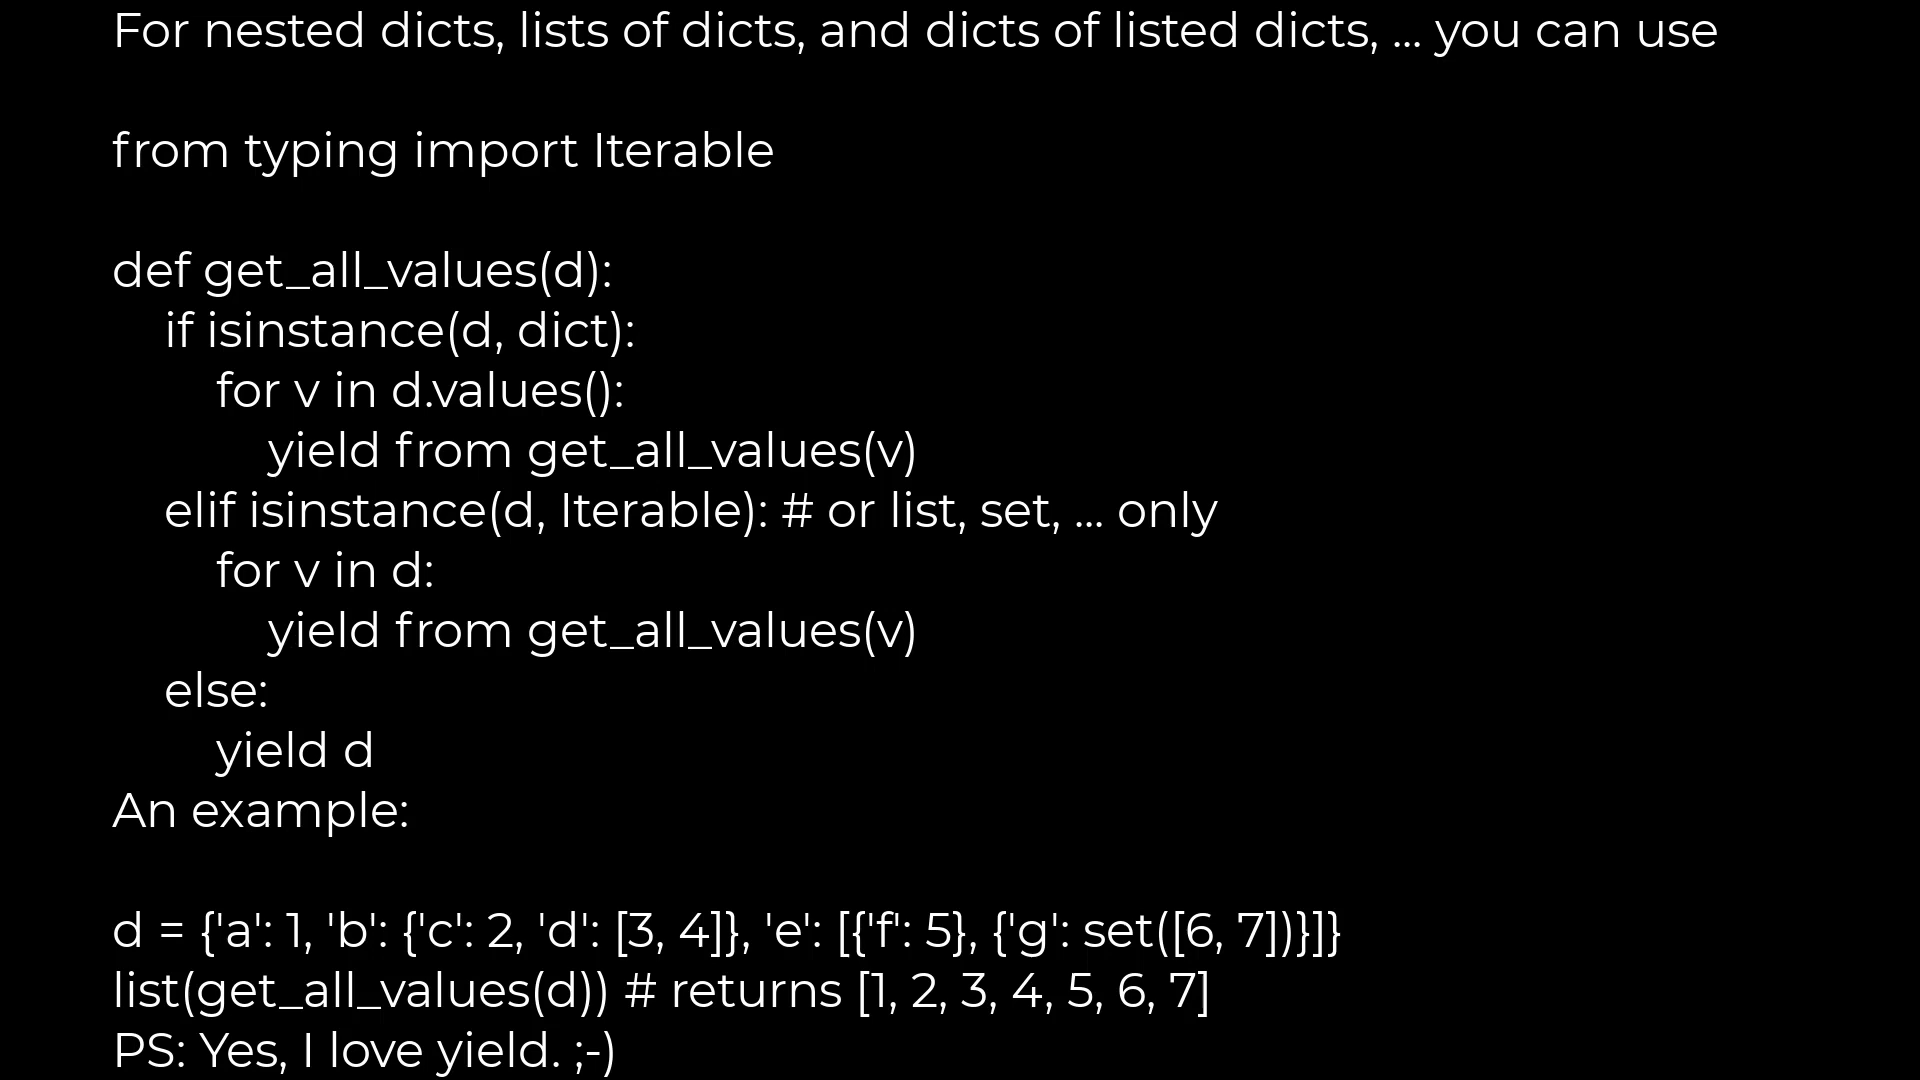 For nested dicts, lists of dicts, and dicts of listed dicts, ... you can use
from typing import Iterable
def get_all_values(d):
if isinstance(d, dict):
for v in d.values():
yield from get_all_values(v)
elif isinstance(d, Iterable): # or list, set, ... only
for v in d:
yield from get_all_values(v)
else:
yield d
An example:
d = {'a': 1, 'b': {'c': 2, 'd': [3, 4]}, 'e': [{'f': 5}, {'g': set([6, 7])}]}
list(get_all_values(d)) # returns [1, 2, 3, 4, 5, 6, 7]
PS: Yes, I love yield. ;-)